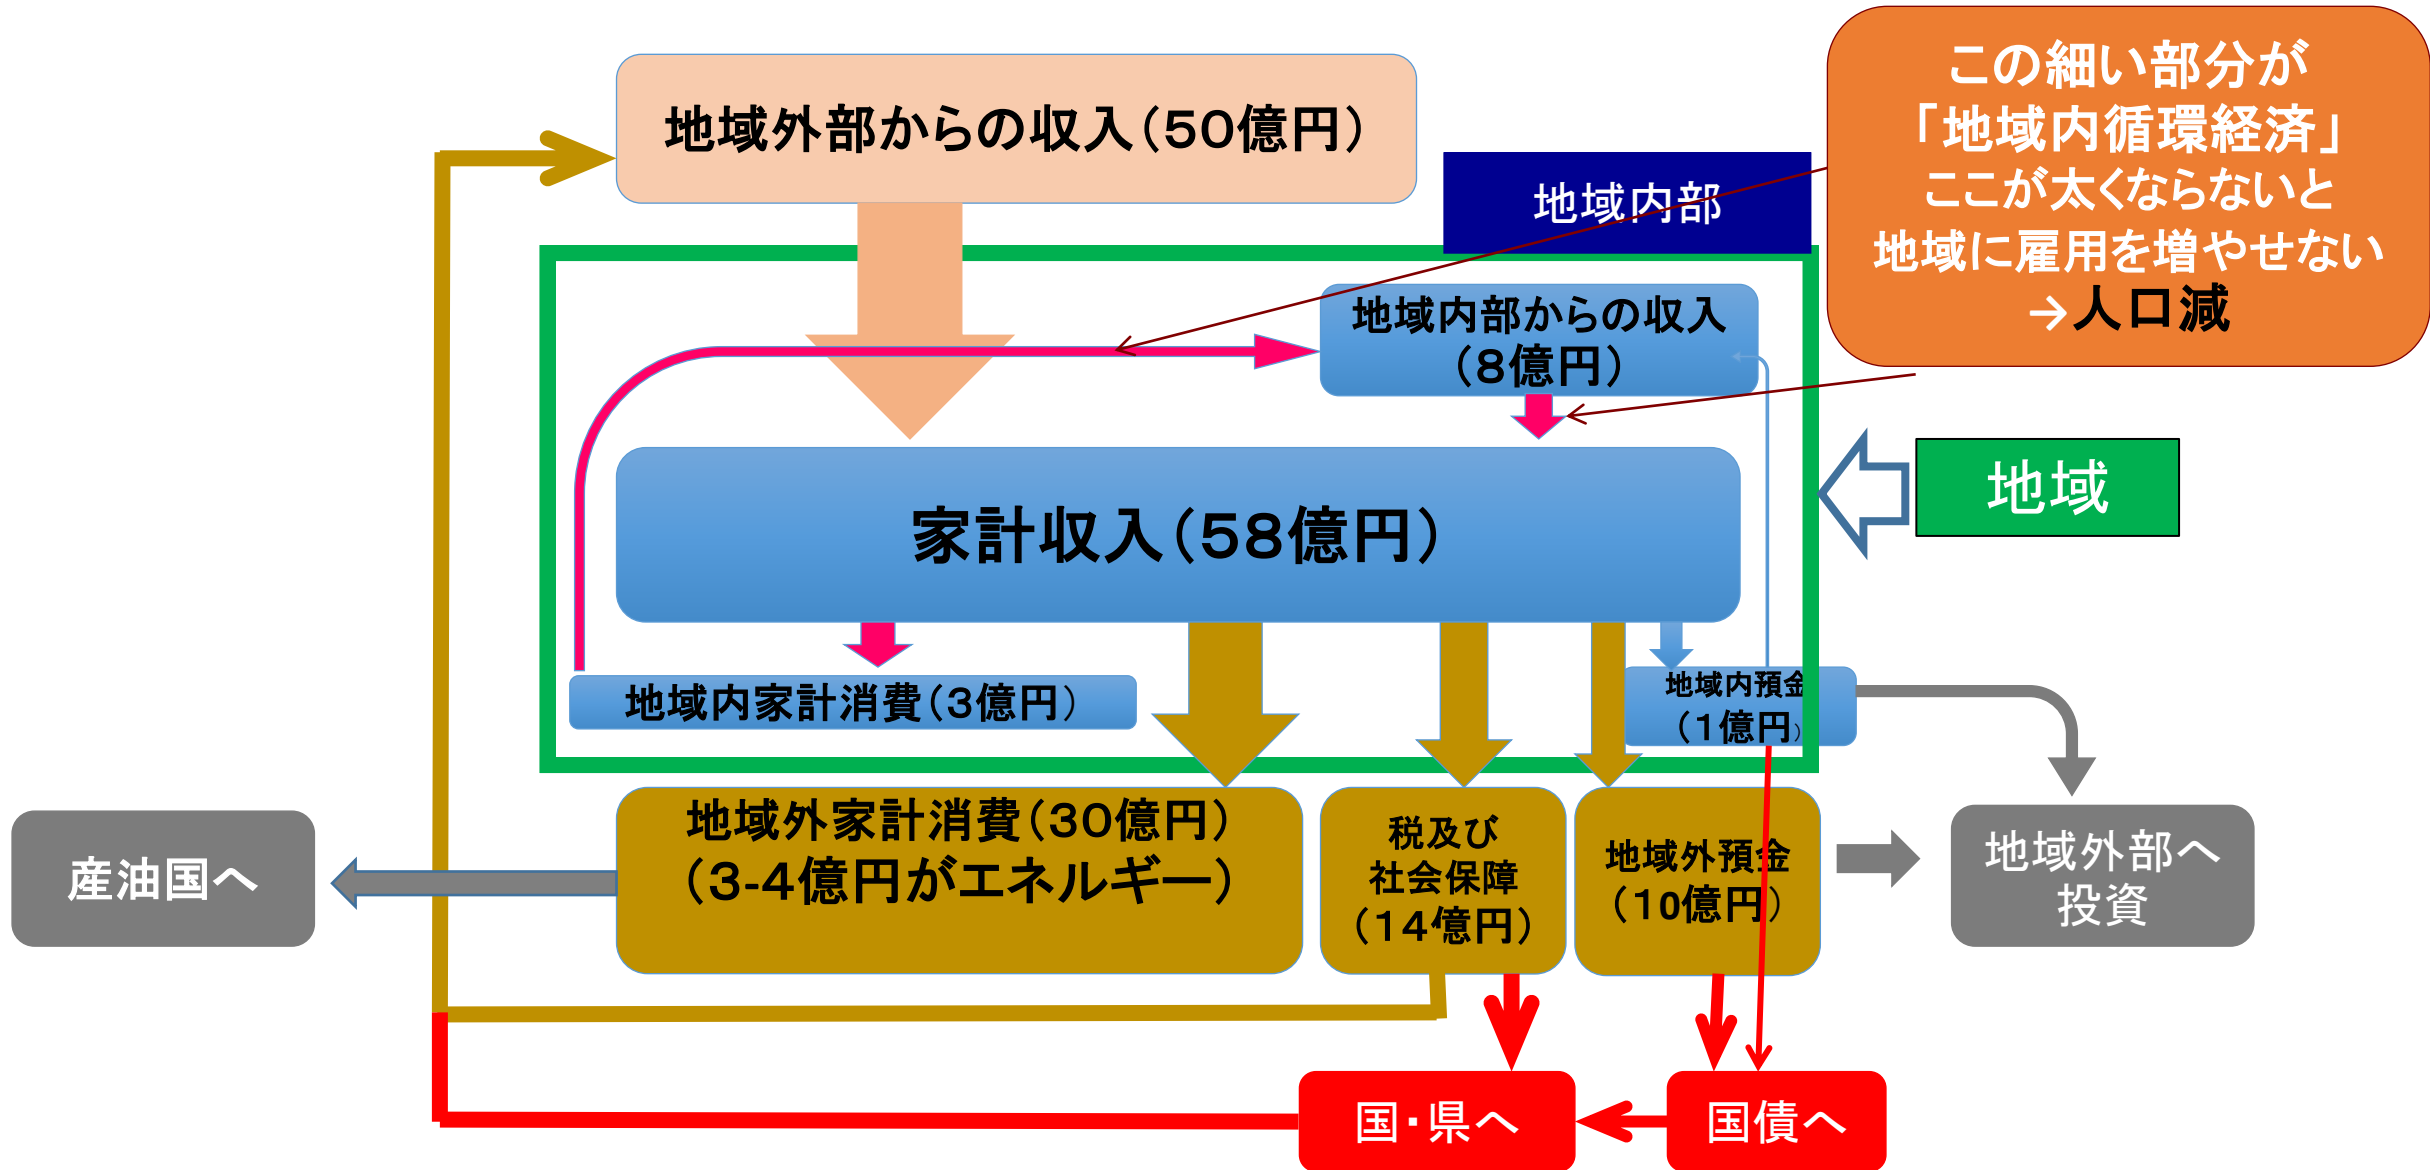 地域外部からの収入(50億円)
この細い部分が
「地域内循環経済」
ここが太くならないと
地域に雇用を増やせない
→人口減
地域内部
地域内部からの収入
(8億円)
地域
家計収入(58億円)
地域内家計消費(3億円)
地域内預金
(1億円)
地域外家計消費(30億円)
(3-4億円がエネルギー)
税及び
社会保障
(14億円)
地域外預金
(10億円)
産油国へ
地域外部へ
投資
国・県へ
国債へ